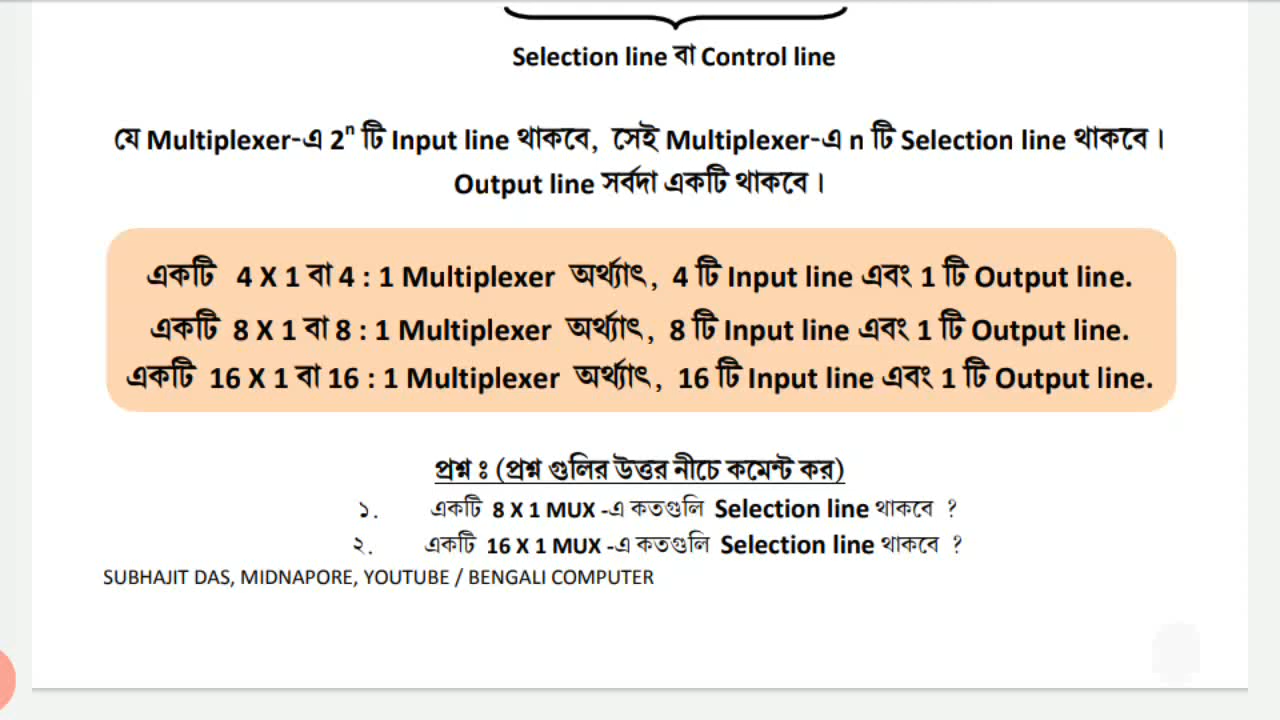 Selection line বা Control line
যে Multiplexer-এ 2ⁿ টি Input line থাকবে, সেই Multiplexer-এ n টি Selection line থাকবে।
Output line সর্বদা একটি থাকবে।
একটি 4 X 1 বা 4 : 1 Multiplexer অর্থ্যাৎ, 4 টি Input line এবং 1 টি Output line.
একটি 8 X 1 বা 8 : 1 Multiplexer অর্থ্যাৎ, 8 টি Input line এবং 1 টি Output line.
একটি 16 X 1 বা 16 : 1 Multiplexer অর্থ্যাৎ, 16 টি Input line এবং 1 টি Output line.
প্রশ্ন ঃ (প্রশ্ন গুলির উত্তর নীচে কমেন্ট কর)
১. একটি 8 X 1 MUX -এ কতগুলি Selection line থাকবে ?
২. একটি 16 X 1 MUX -এ কতগুলি Selection line থাকবে ?
SUBHAJIT DAS, MIDNAPORE, YOUTUBE / BENGALI COMPUTER